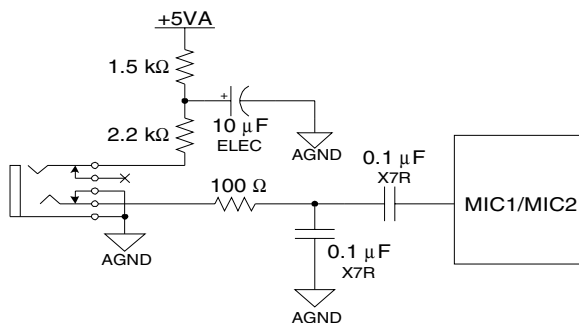 +5VA
1.5 kΩ
2.2 kΩ
+
10 µF
ELEC
AGND
0.1 µF
X7R
100 Ω
MIC1/MIC2
AGND
0.1 µF
X7R
AGND